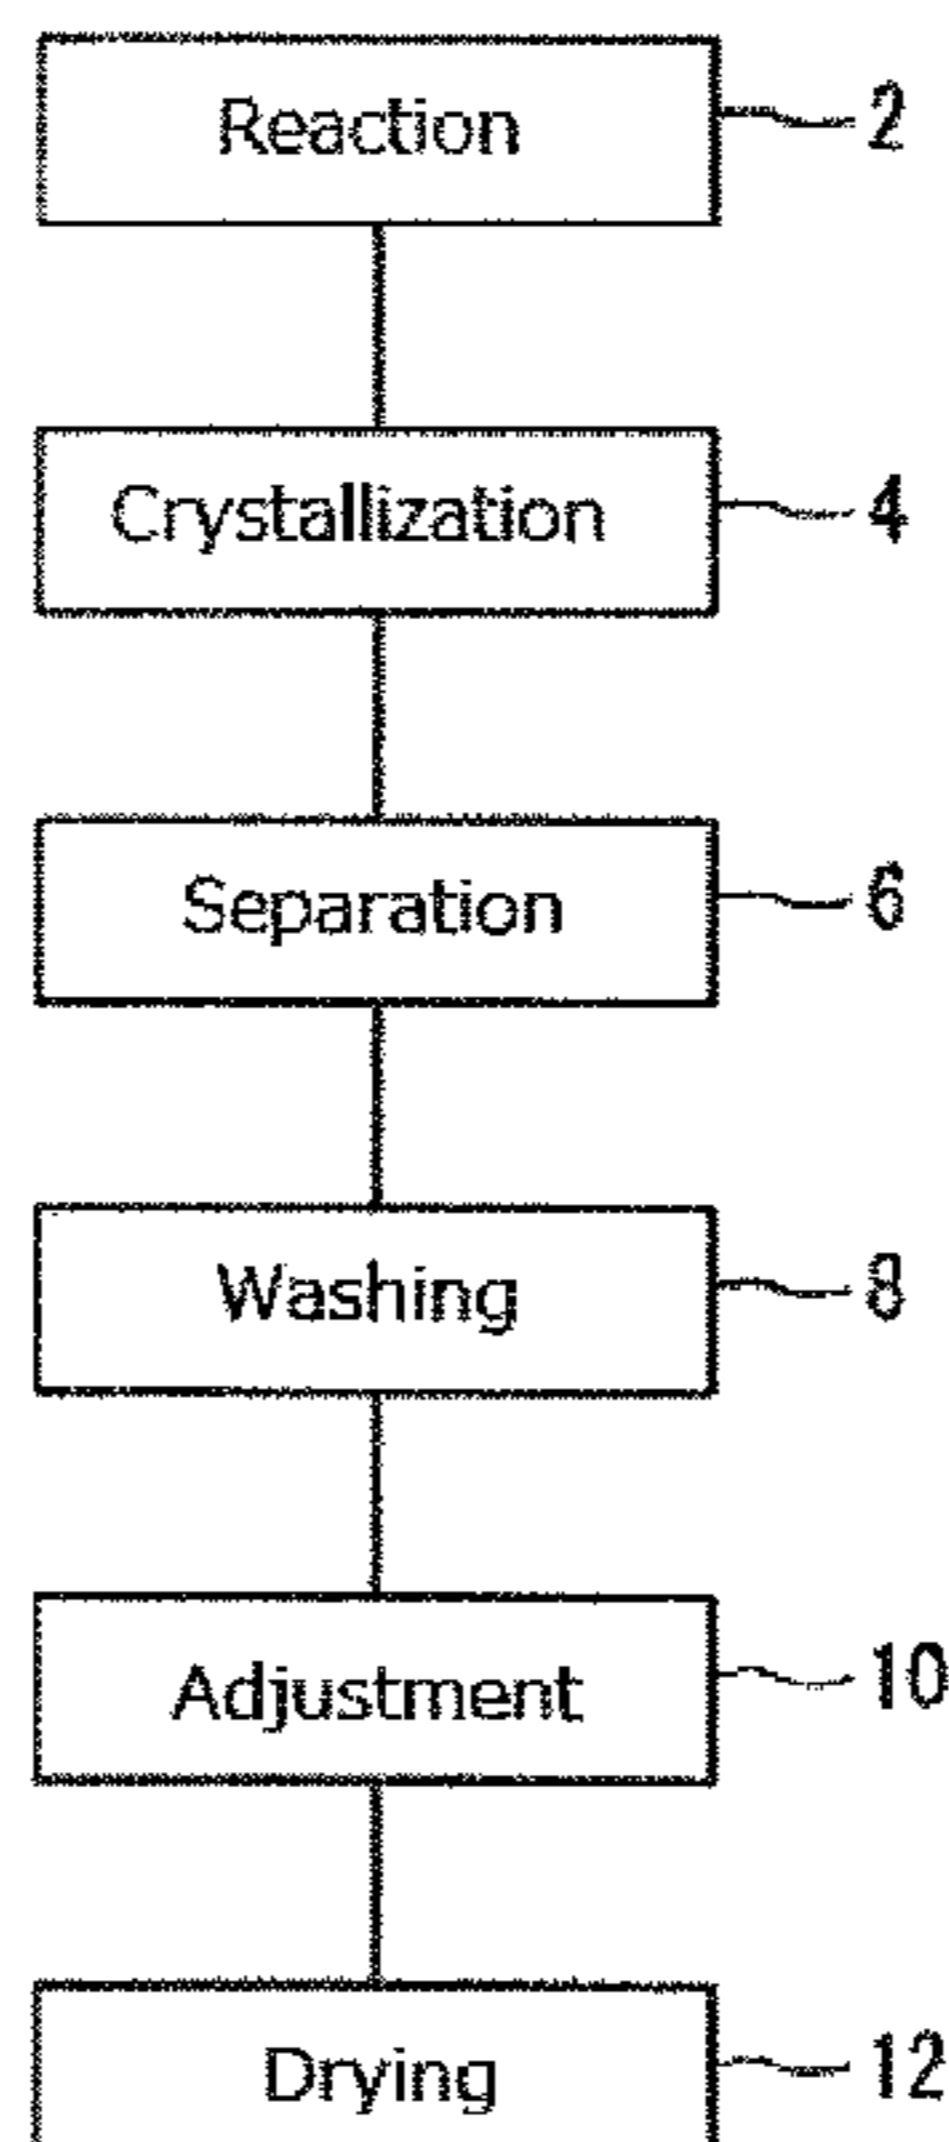 Reaction 2
Crystallization 4
Separation 6
Washing 8
Adjustment 10
Drying 12